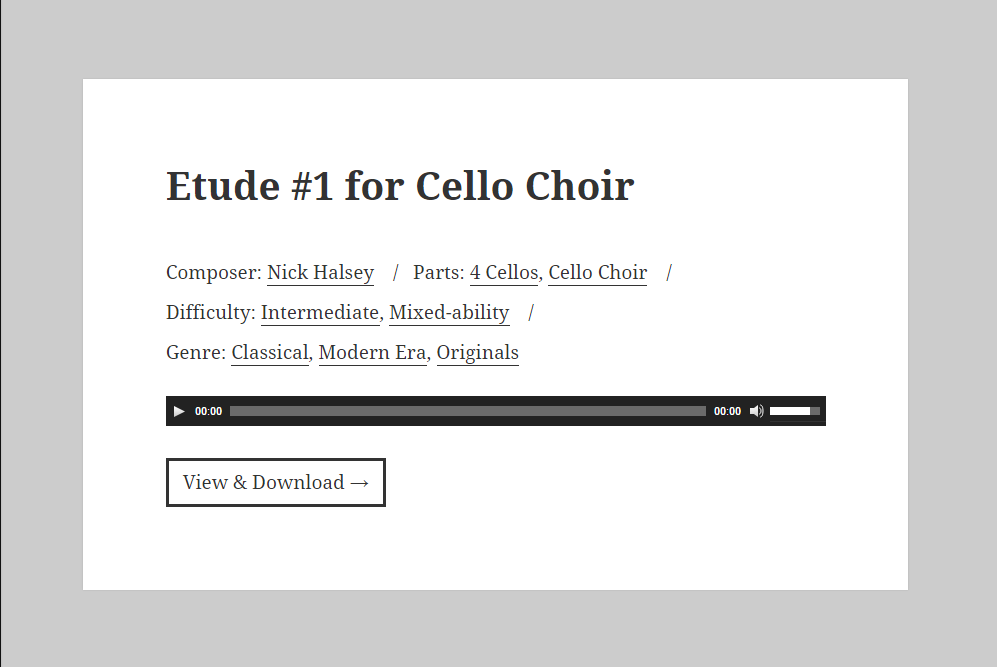 Etude #1 for Cello Choir
Composer: Nick Halsey / Parts: 4 Cellos, Cello Choir /
Difficulty: Intermediate, Mixed-ability /
Genre: Classical, Modern Era, Originals
00:00 00:00
View & Download →